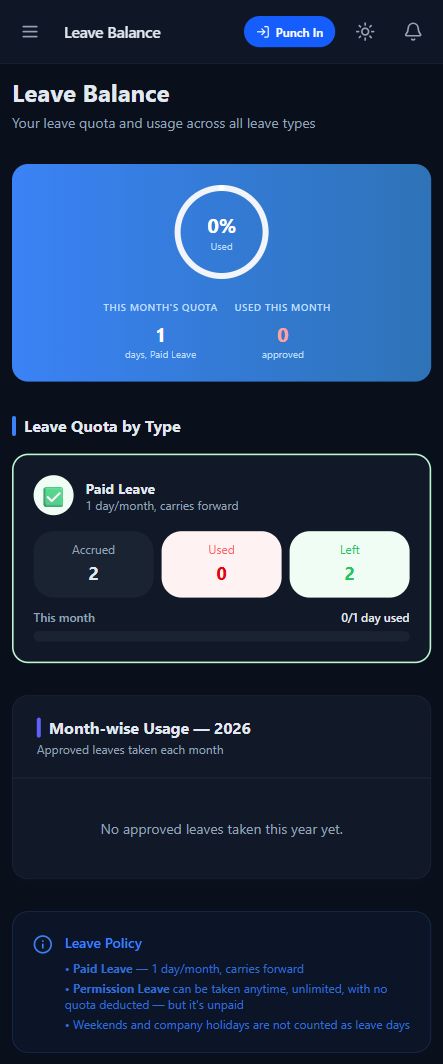 Leave Balance
Punch In
Leave Balance
Your leave quota and usage across all leave types
0%
Used
THIS MONTH'S QUOTA
USED THIS MONTH
1
0
days, Paid Leave
approved
Leave Quota by Type
Paid Leave
1 day/month, carries forward
Accrued
Used
Left
2
0
2
This month
0/1 day used
Month-wise Usage — 2026
Approved leaves taken each month
No approved leaves taken this year yet.
Leave Policy
• Paid Leave — 1 day/month, carries forward
• Permission Leave can be taken anytime, unlimited, with no
quota deducted — but it's unpaid
• Weekends and company holidays are not counted as leave days